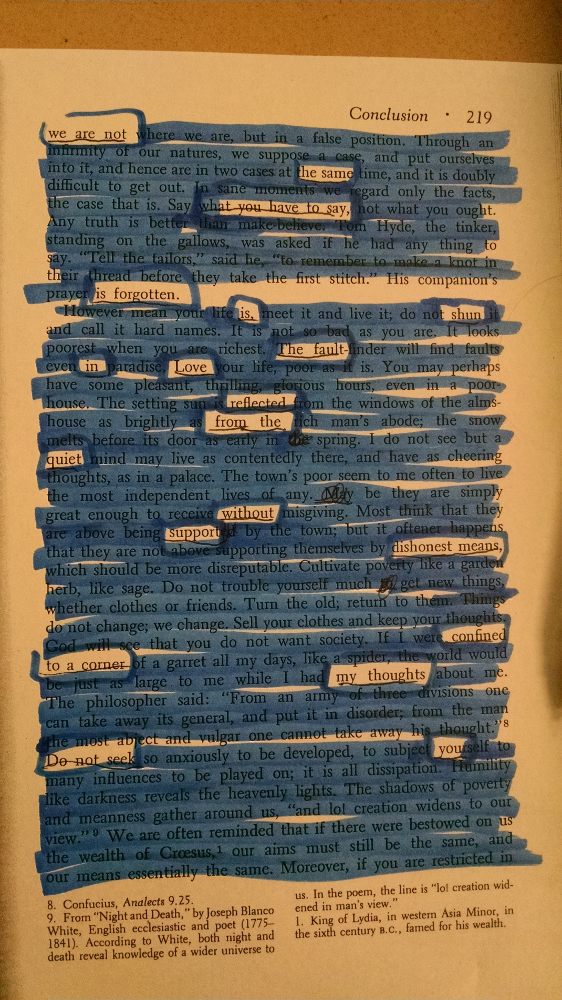 Conclusion · 219
we are not where we are, but in a false position. Through an
infirmity of our natures, we suppose a case, and put ourselves
into it, and hence are in two cases at the same time, and it is doubly
difficult to get out. In sane moments we regard only the facts,
the case that is. Say what you have to say, not what you ought.
Any truth is better than make-believe. Tom Hyde, the tinker,
standing on the gallows, was asked if he had any thing to
say. “Tell the tailors,” said he, “to remember to make a knot in
their thread before they take the first stitch.” His companion's
prayer is forgotten.
However mean your life is, meet it and live it; do not shun it
and call it hard names. It is not so bad as you are. It looks
poorest when you are richest. The fault-finder will find faults
even in paradise. Love your life, poor as it is. You may perhaps
have some pleasant, thrilling, glorious hours, even in a poor-
house. The setting sun is reflected from the windows of the alms-
house as brightly as from the rich man's abode; the snow
melts before its door as early in the spring. I do not see but a
quiet mind may live as contentedly there, and have as cheering
thoughts, as in a palace. The town's poor seem to me often to live
the most independent lives of any. May be they are simply
great enough to receive without misgiving. Most think that they
are above being supported by the town; but it oftener happens
that they are not above supporting themselves by dishonest means,
which should be more disreputable. Cultivate poverty like a garden
herb, like sage. Do not trouble yourself much to get new things,
whether clothes or friends. Turn the old; return to them. Things
do not change; we change. Sell your clothes and keep your thoughts.
God will see that you do not want society. If I were confined
to a corner of a garret all my days, like a spider, the world would
be just as large to me while I had my thoughts about me.
The philosopher said: “From an army of three divisions one
can take away its general, and put it in disorder; from the man
the most abject and vulgar one cannot take away his thought.”8
Do not seek so anxiously to be developed, to subject yourself to
many influences to be played on; it is all dissipation. Humility
like darkness reveals the heavenly lights. The shadows of poverty
and meanness gather around us, “and lo! creation widens to our
view.”9 We are often reminded that if there were bestowed on us
the wealth of Crœsus,1 our aims must still be the same, and
our means essentially the same. Moreover, if you are restricted in
8. Confucius, Analects 9.25.
9. From “Night and Death,” by Joseph Blanco
White, English ecclesiastic and poet (1775–
1841). According to White, both night and
death reveal knowledge of a wider universe to
us. In the poem, the line is “lo! creation wid-
ened in man's view.”
1. King of Lydia, in western Asia Minor, in
the sixth century B.C., famed for his wealth.